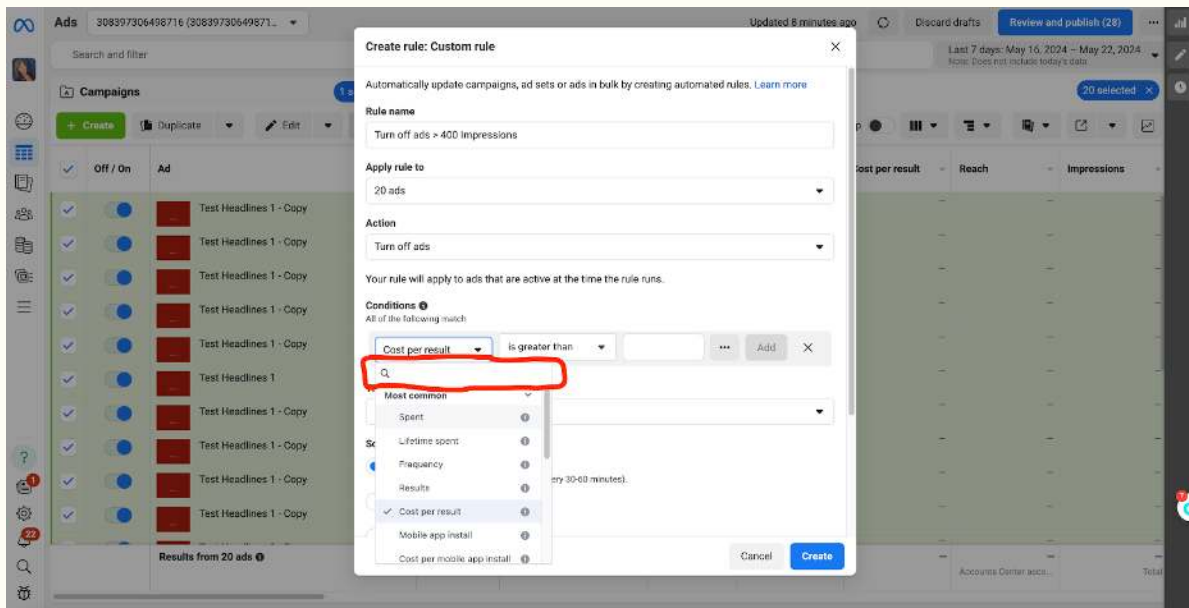 Ads 308397306498716 (30839730649871... Updated 8 minutes ago Discard drafts Review and publish (28)
Search and filter
Last 7 days: May 16, 2024 – May 22, 2024
Note: Does not include today's data
Campaigns
20 selected
+ Create Duplicate Edit
Off / On Ad Cost per result Reach Impressions
Test Headlines 1 - Copy
Test Headlines 1 - Copy
Test Headlines 1 - Copy
Test Headlines 1 - Copy
Test Headlines 1 - Copy
Test Headlines 1
Test Headlines 1 - Copy
Test Headlines 1 - Copy
Test Headlines 1 - Copy
Test Headlines 1 - Copy
Results from 20 ads
Total
22
Create rule: Custom rule
Automatically update campaigns, ad sets or ads in bulk by creating automated rules. Learn more
Rule name
Turn off ads > 400 Impressions
Apply rule to
20 ads
Action
Turn off ads
Your rule will apply to ads that are active at the time the rule runs.
Conditions
All of the following match
Cost per result is greater than Add
Most common
Spent
Lifetime spent
Frequency
Results
ery 30-60 minutes).
Cost per result
Mobile app install
Cost per mobile app install
Cancel Create